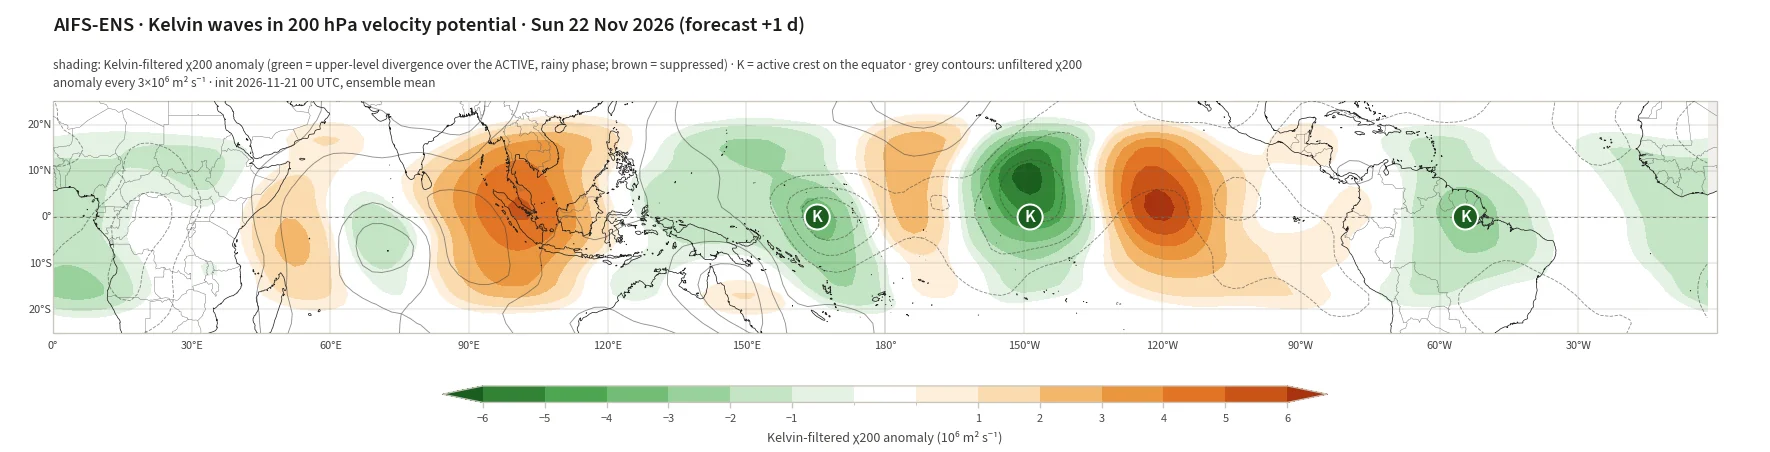 AIFS-ENS · Kelvin waves in 200 hPa velocity potential · Sun 22 Nov 2026 (forecast +1 d)
shading: Kelvin-filtered χ200 anomaly (green = upper-level divergence over the ACTIVE, rainy phase; brown = suppressed) · K = active crest on the equator · grey contours: unfiltered χ200
anomaly every 3×10⁶ m² s⁻¹ · init 2026-11-21 00 UTC, ensemble mean
20°N
10°N
0°
10°S
20°S
K K K
0° 30°E 60°E 90°E 120°E 150°E 180° 150°W 120°W 90°W 60°W 30°W
−6 −5 −4 −3 −2 −1 1 2 3 4 5 6
Kelvin-filtered χ200 anomaly (10⁶ m² s⁻¹)